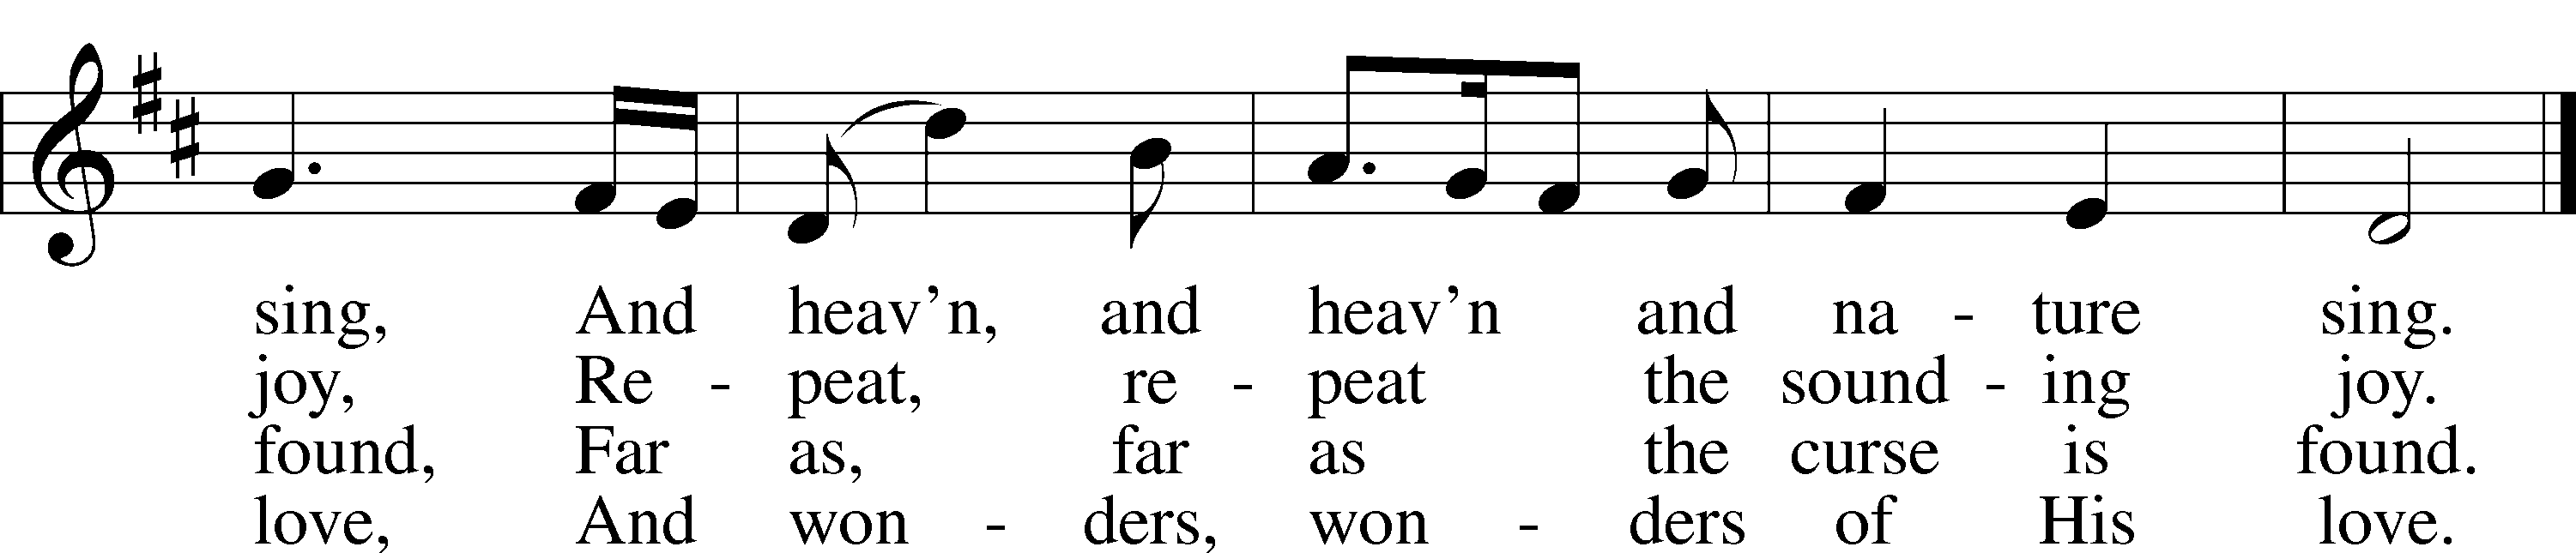 sing, And heav’n, and heav’n and na - ture sing.
joy, Re - peat, re - peat the sound - ing joy.
found, Far as, far as the curse is found.
love, And won - ders, won - ders of His love.